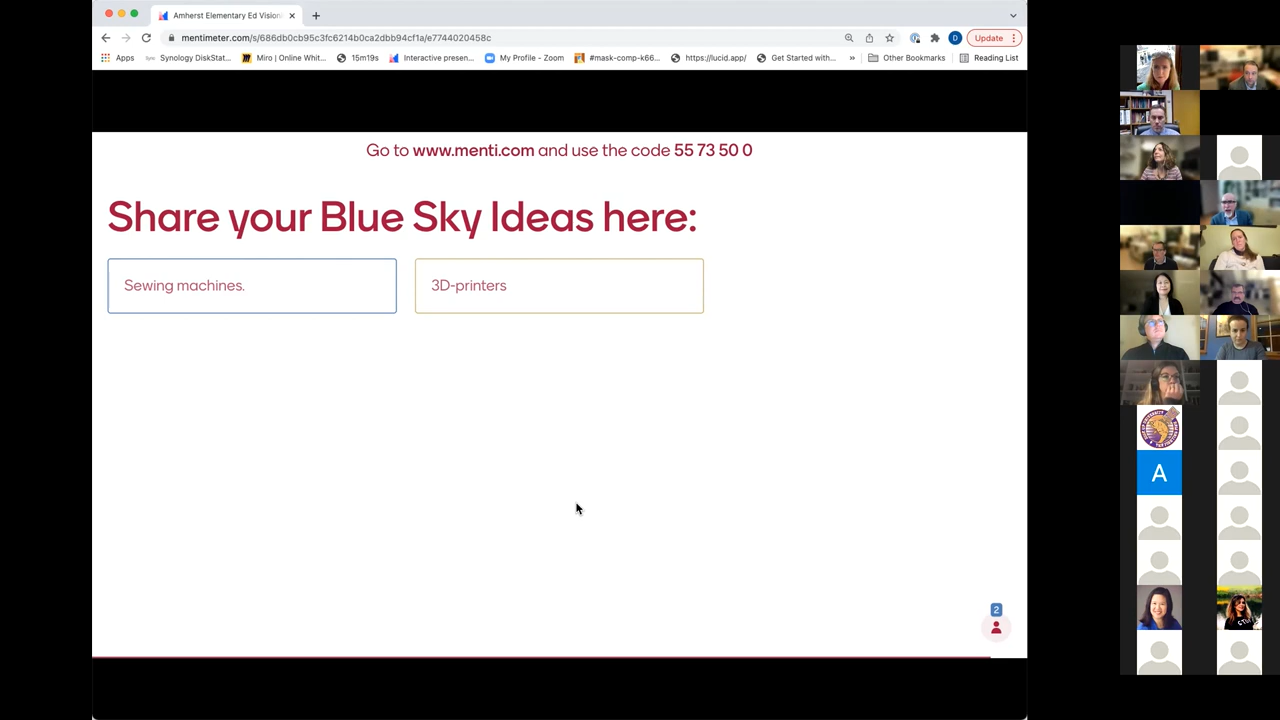 Amherst Elementary Ed Vision
mentimeter.com/s/686db0cb95c3fc6214b0ca2dbb94cf1a/e7744020458c
Update
Apps
Synology DiskStat...
Miro | Online Whit...
15m19s
Interactive presen...
My Profile - Zoom
#mask-comp-k66...
https://lucid.app/
Get Started with...
»
Other Bookmarks
Reading List
Go to www.menti.com and use the code 55 73 50 0
Share your Blue Sky Ideas here:
Sewing machines.
3D-printers
2
A